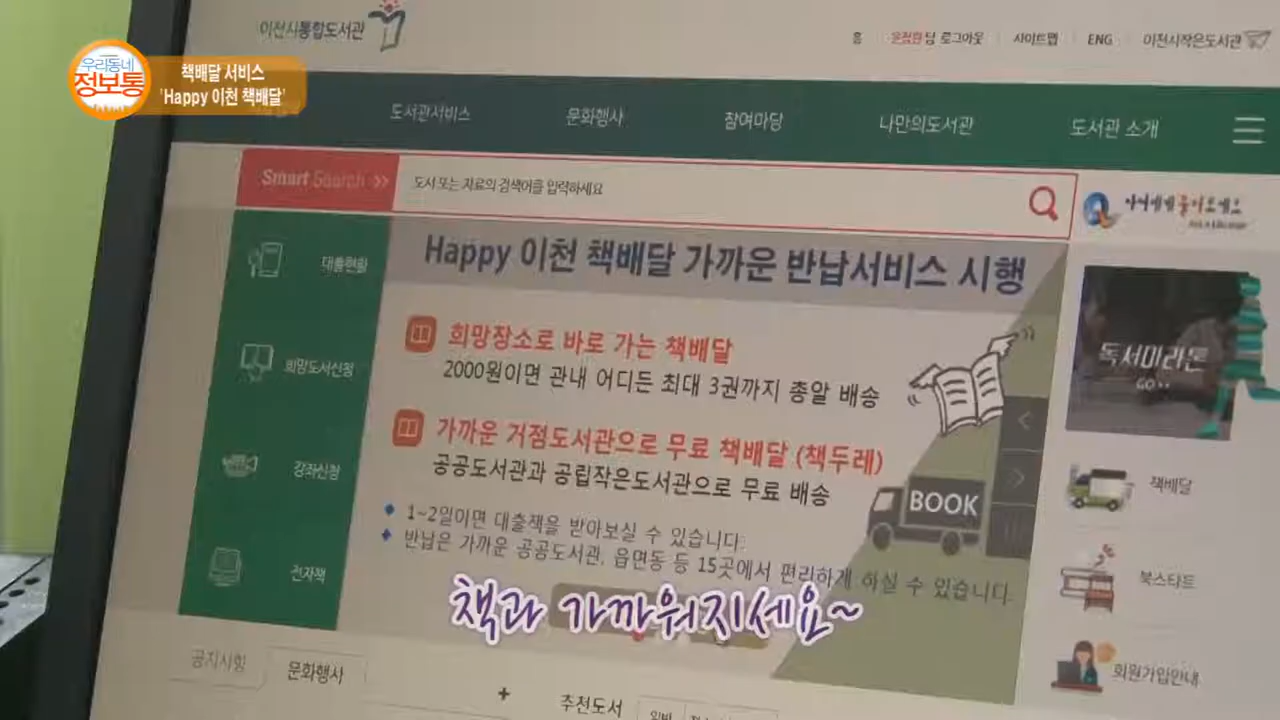 우리동네
정보통
책배달 서비스
'Happy 이천 책배달'
이천시통합도서관
홈 님 로그아웃 사이트맵 ENG 이천시작은도서관
도서관서비스 문화행사 참여마당 나만의도서관 도서관 소개
Smart Search >>
도서 또는 자료의 검색어를 입력하세요
Happy 이천 책배달 가까운 반납서비스 시행
희망장소로 바로 가는 책배달
2000원이면 관내 어디든 최대 3권까지 총알 배송
가까운 거점도서관으로 무료 책배달 (책두레)
공공도서관과 공립작은도서관으로 무료 배송
1~2일이면 대출책을 받아보실 수 있습니다.
반납은 가까운 공공도서관, 읍면동 등 15곳에서 편리하게 하실 수 있습니다.
BOOK
대출현황
희망도서신청
강좌신청
전자책
독서마라톤
GO
책배달
북스타트
회원가입안내
책과 가까워지세요~
공지사항 문화행사 +
추천도서